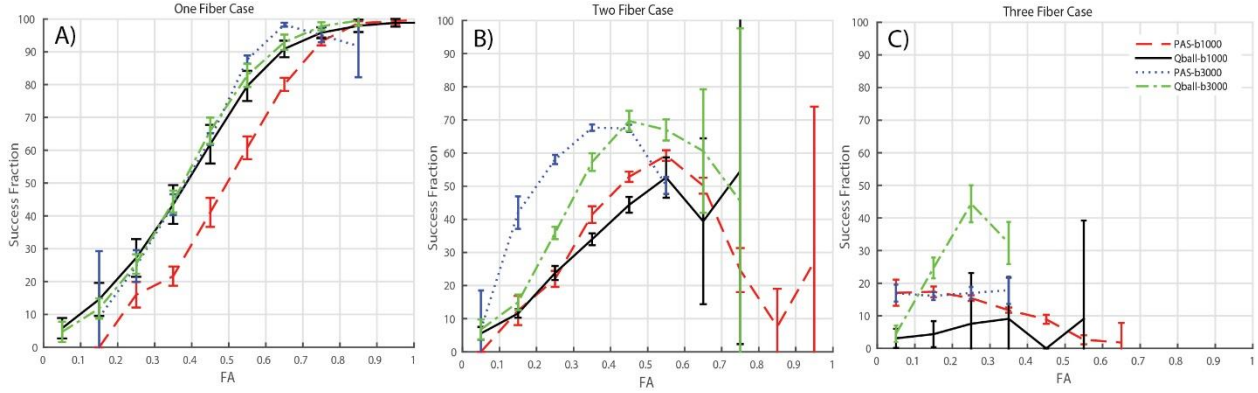 One Fiber Case
A)
Success Fraction
100
90
80
70
60
50
40
30
20
10
0
0 0.1 0.2 0.3 0.4 0.5 0.6 0.7 0.8 0.9 1
FA
Two Fiber Case
B)
Success Fraction
100
90
80
70
60
50
40
30
20
10
0
0 0.1 0.2 0.3 0.4 0.5 0.6 0.7 0.8 0.9 1
FA
Three Fiber Case
C)
PAS-b1000
Qball-b1000
PAS-b3000
Qball-b3000
Success Fraction
100
90
80
70
60
50
40
30
20
10
0
0 0.1 0.2 0.3 0.4 0.5 0.6 0.7 0.8 0.9 1
FA